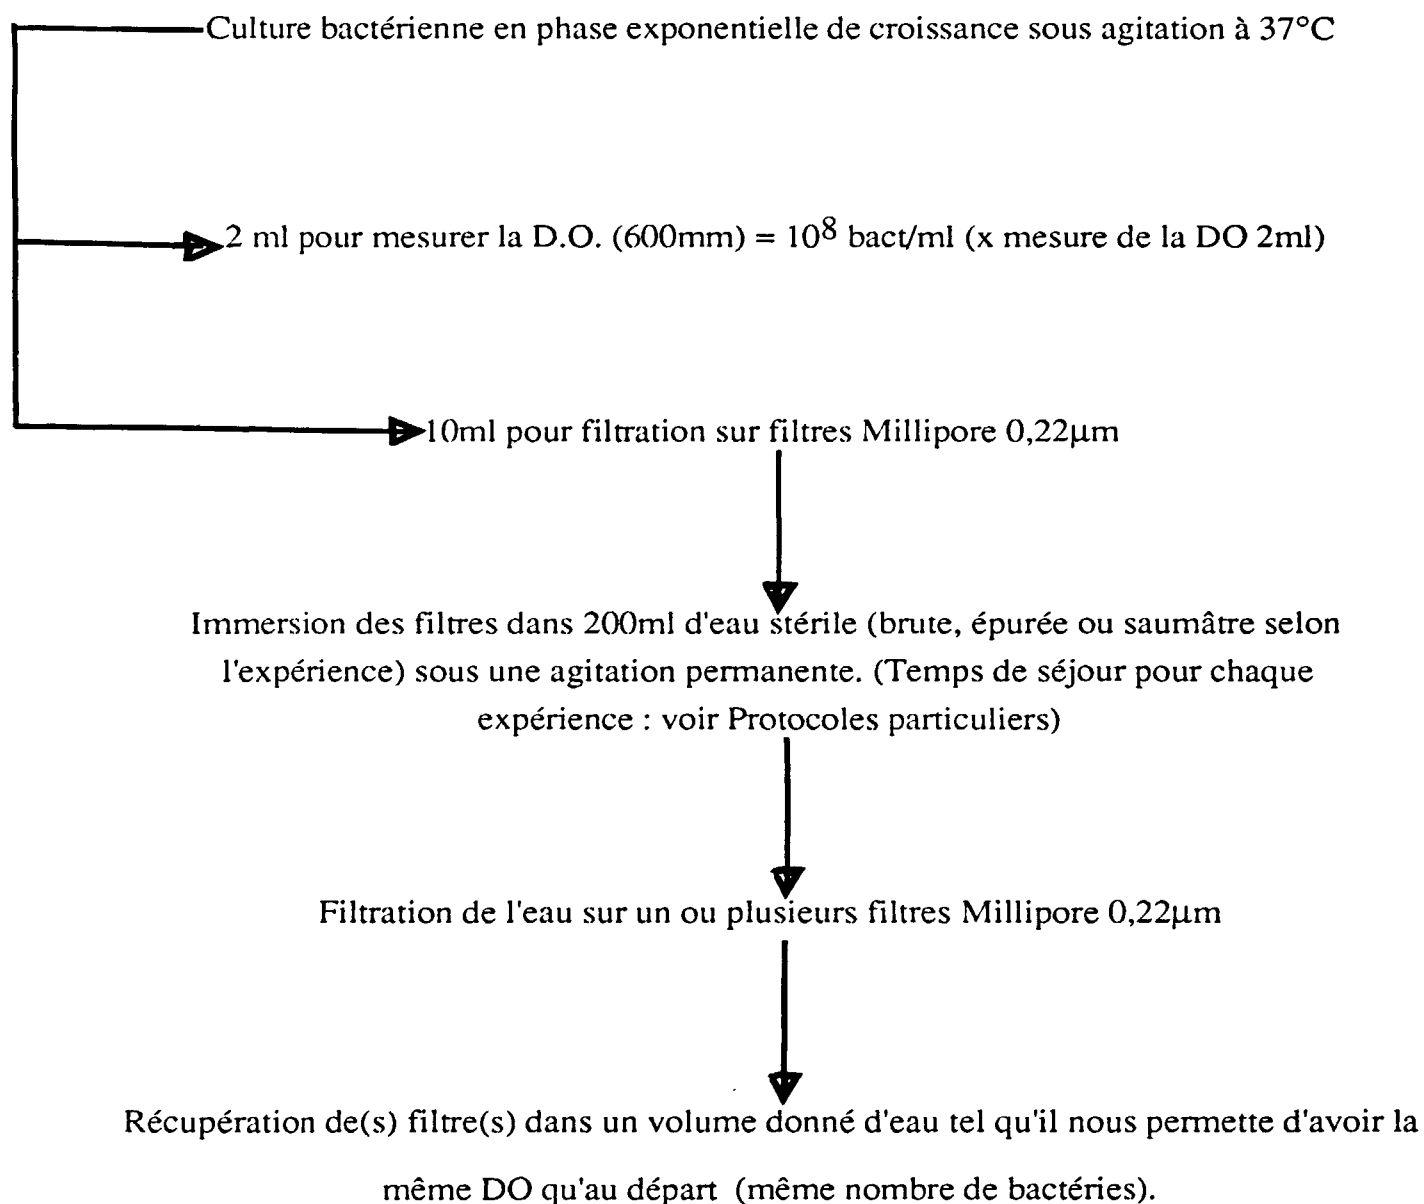 Culture bactérienne en phase exponentielle de croissance sous agitation à 37°C
2 ml pour mesurer la D.O. (600mm) = 10⁸ bact/ml (x mesure de la DO 2ml)
10ml pour filtration sur filtres Millipore 0,22µm
Immersion des filtres dans 200ml d'eau stérile (brute, épurée ou saumâtre selon
l'expérience) sous une agitation permanente. (Temps de séjour pour chaque
expérience : voir Protocoles particuliers)
Filtration de l'eau sur un ou plusieurs filtres Millipore 0,22µm
Récupération de(s) filtre(s) dans un volume donné d'eau tel qu'il nous permette d'avoir la
même DO qu'au départ (même nombre de bactéries).